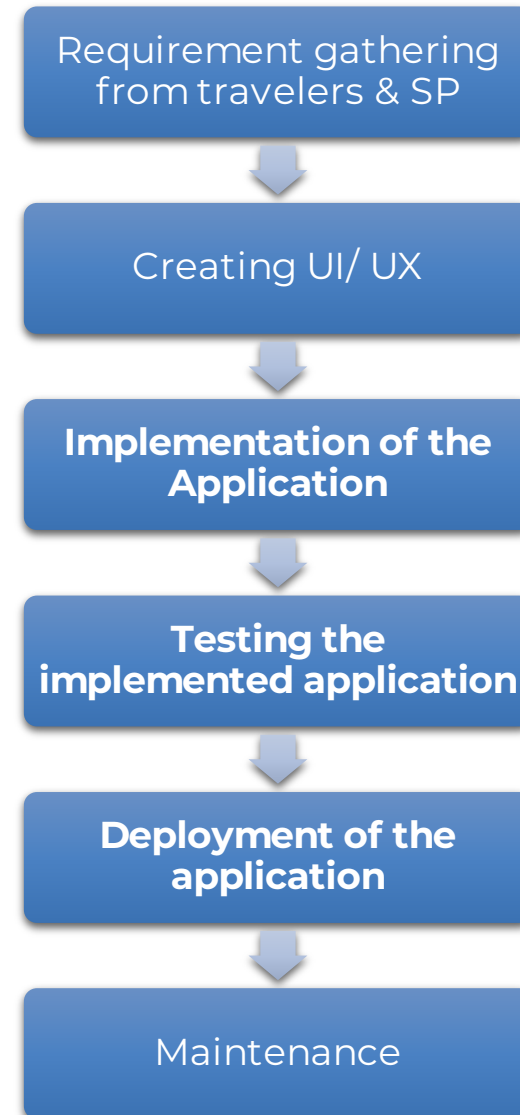 Requirement gathering
from travelers & SP
Creating UI/ UX
Implementation of the
Application
Testing the
implemented application
Deployment of the
application
Maintenance